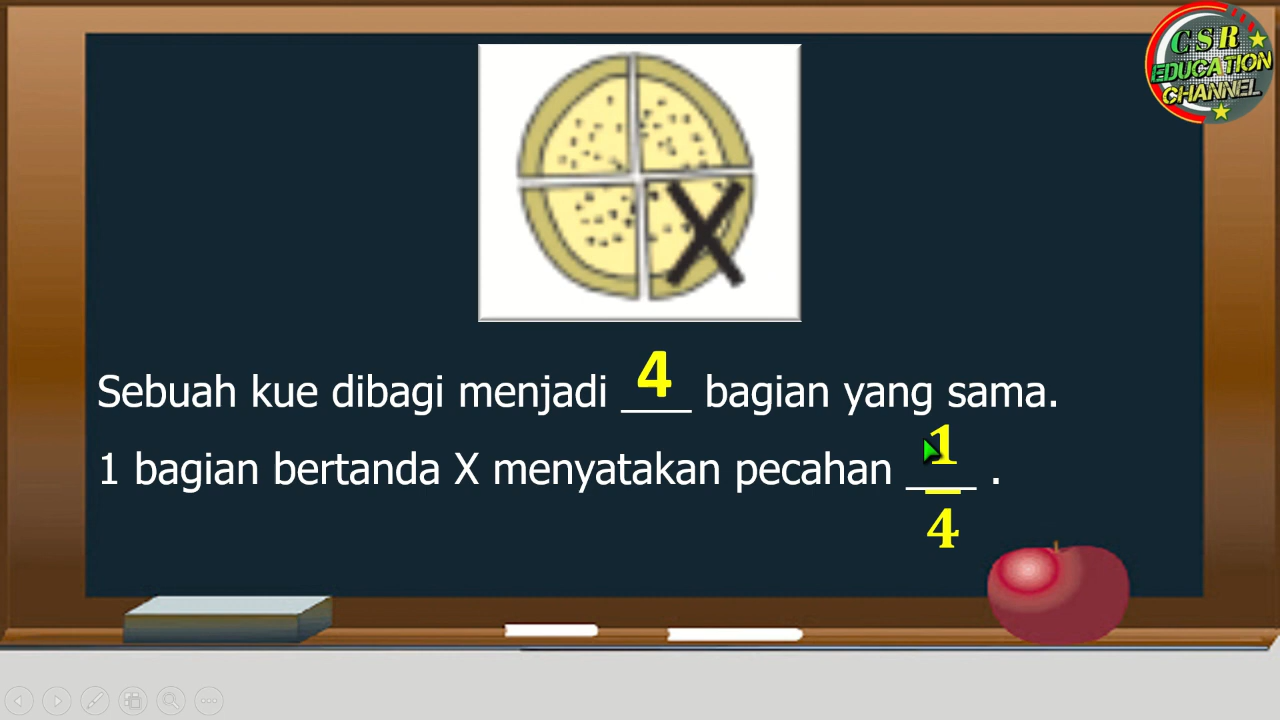 CSR
EDUCATION
CHANNEL
X
Sebuah kue dibagi menjadi 4 bagian yang sama.
1 bagian bertanda X menyatakan pecahan 1/4 .